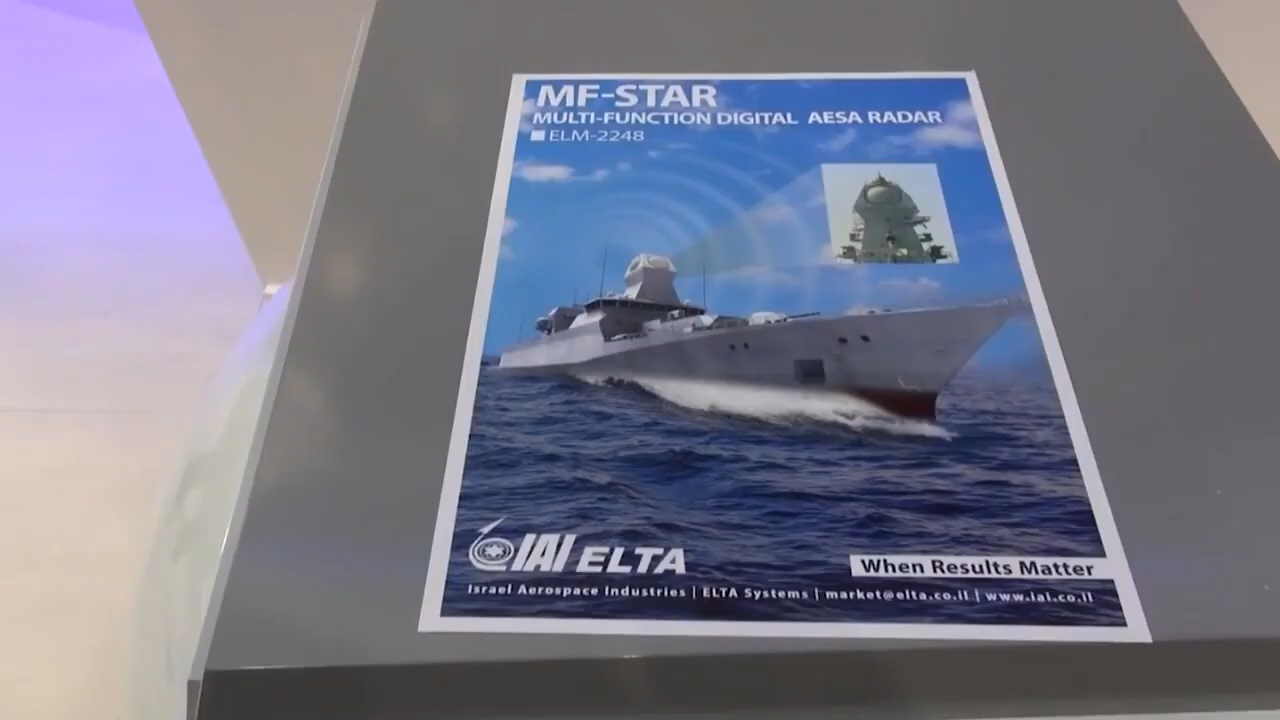 MF-STAR
MULTI-FUNCTION DIGITAL AESA RADAR
ELM-2248
IAI ELTA
When Results Matter
Israel Aerospace Industries | ELTA Systems | market@elta.co.il | www.iai.co.il